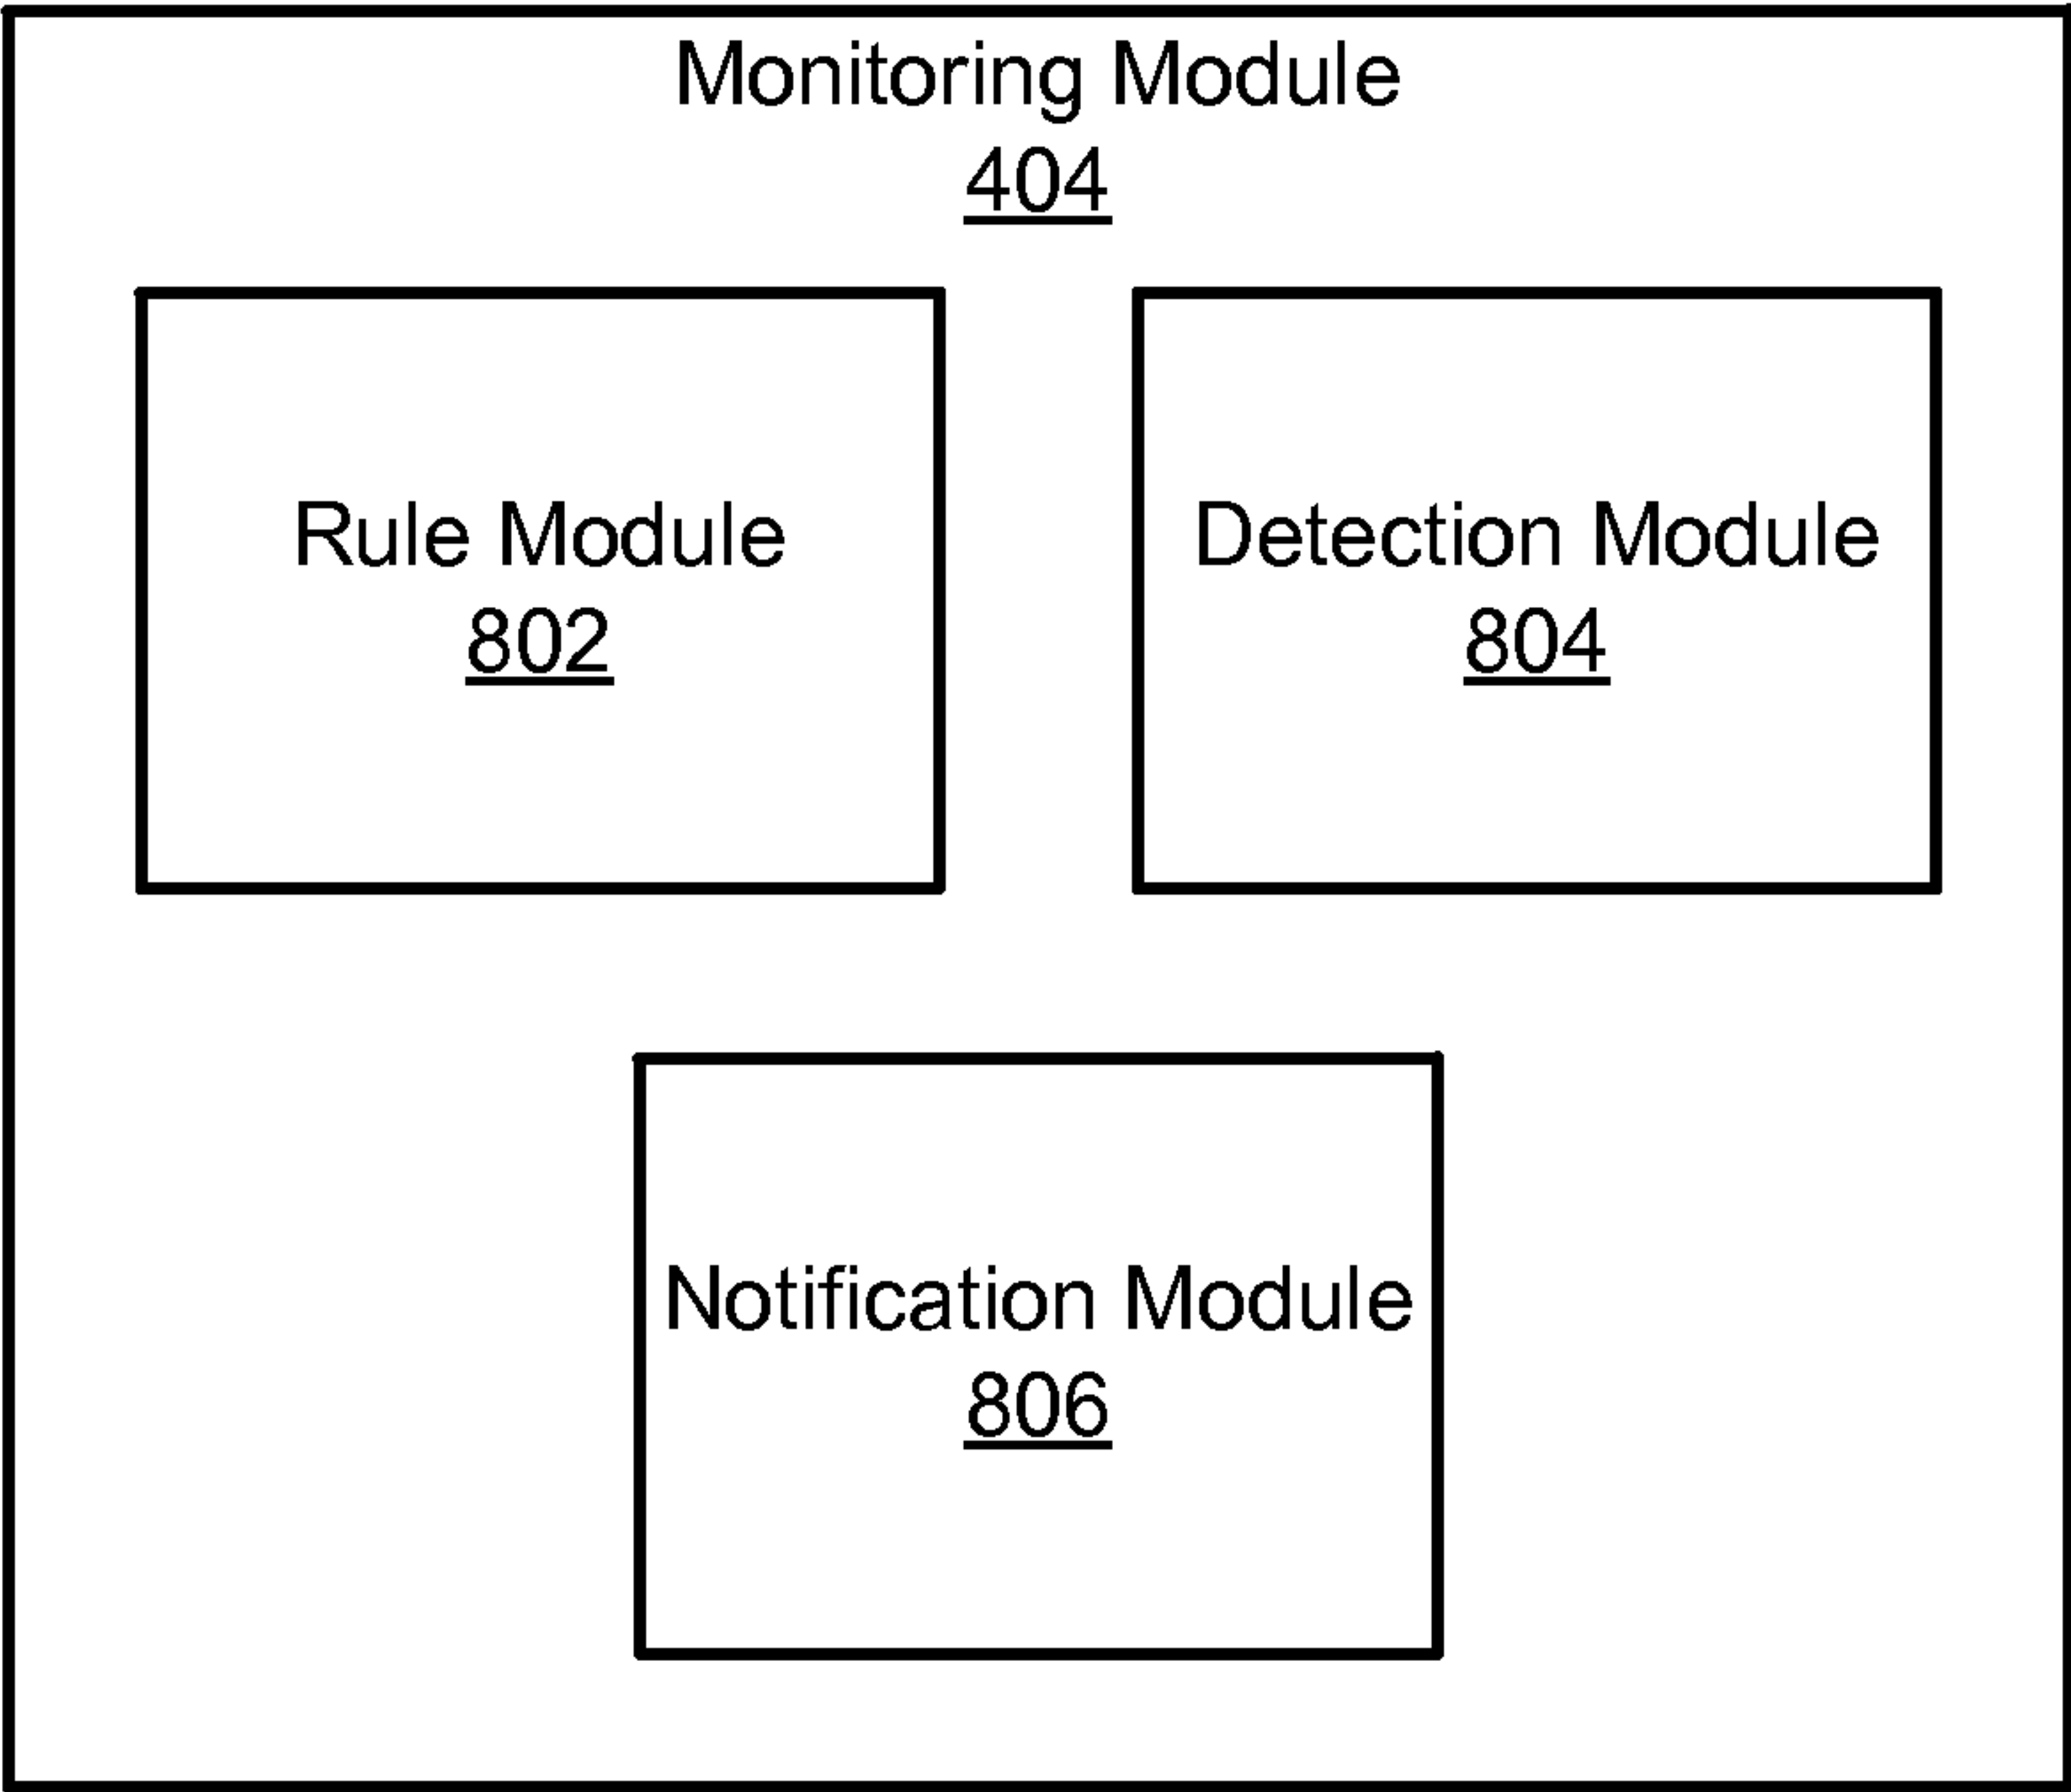 Monitoring Module
404
Rule Module
802
Detection Module
804
Notification Module
806